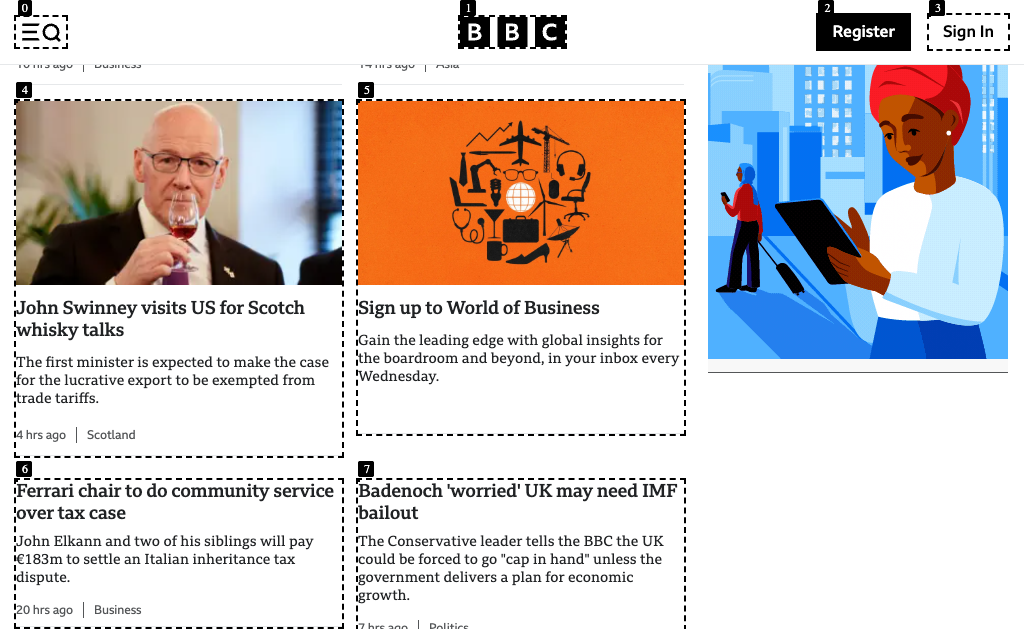 0
1
2
3
BBC
Register
Sign In
10 hrs ago | Business
14 hrs ago | Asia
4
5
John Swinney visits US for Scotch
whisky talks
The first minister is expected to make the case
for the lucrative export to be exempted from
trade tariffs.
4 hrs ago | Scotland
Sign up to World of Business
Gain the leading edge with global insights for
the boardroom and beyond, in your inbox every
Wednesday.
6
Ferrari chair to do community service
over tax case
John Elkann and two of his siblings will pay
€183m to settle an Italian inheritance tax
dispute.
20 hrs ago | Business
7
Badenoch 'worried' UK may need IMF
bailout
The Conservative leader tells the BBC the UK
could be forced to go "cap in hand" unless the
government delivers a plan for economic
growth.
7 hrs ago | Politics